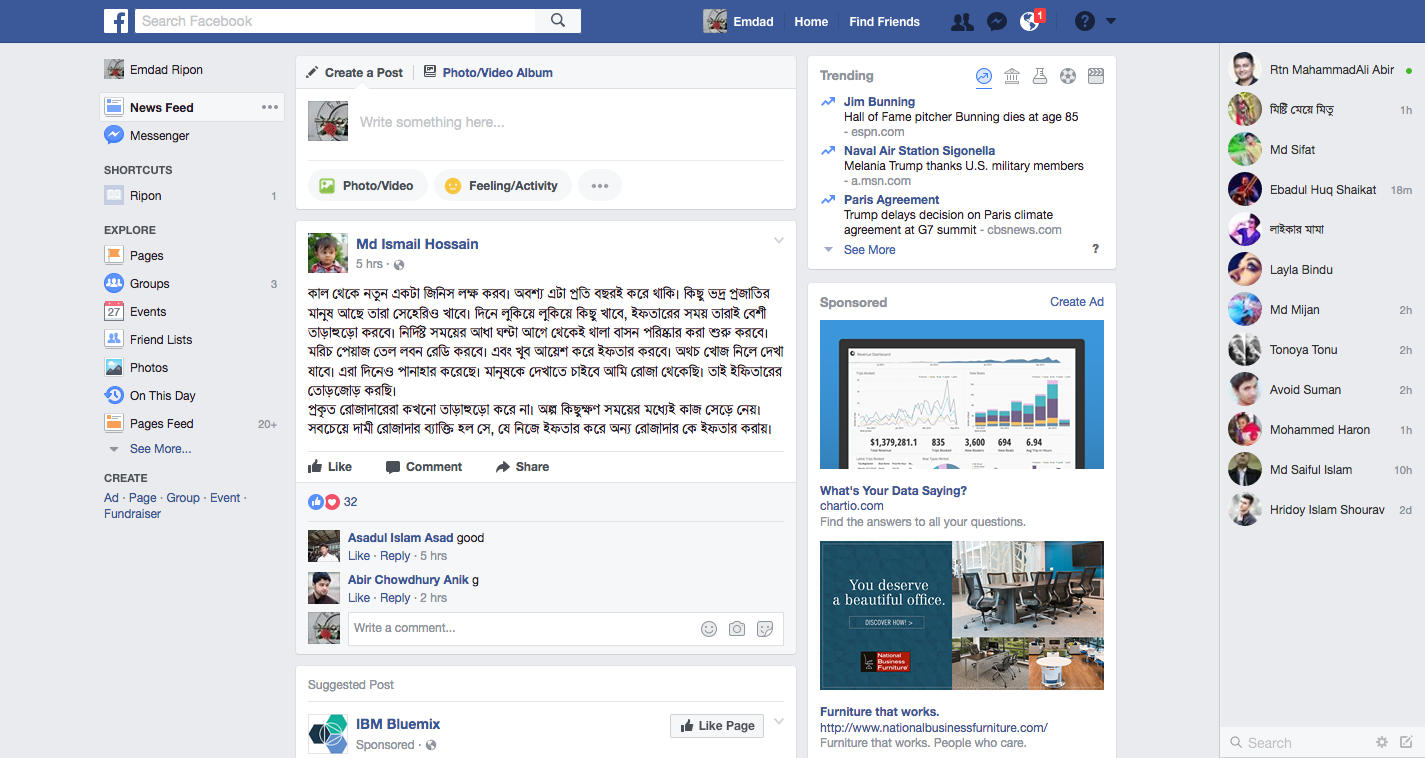 Search Facebook
Emdad
Home
Find Friends
1
Emdad Ripon
News Feed
Messenger
SHORTCUTS
Ripon 1
EXPLORE
Pages
Groups 3
27 Events
Friend Lists
Photos
On This Day
Pages Feed 20+
See More...
CREATE
Ad · Page · Group · Event ·
Fundraiser
Create a Post
Photo/Video Album
Write something here...
Photo/Video
Feeling/Activity
Md Ismail Hossain
5 hrs ·
কাল থেকে নতুন একটা জিনিস লক্ষ করব। অবশ্য এটা প্রতি বছরই করে থাকি। কিছু ভদ্র প্রজাতির
মানুষ আছে তারা সেহেরিও খাবে। দিনে লুকিয়ে লুকিয়ে কিছু খাবে, ইফতারের সময় তারাই বেশী
তাড়াহুড়ো করবে। নির্দিষ্ট সময়ের আধা ঘন্টা আগে থেকেই থালা বাসন পরিষ্কার করা শুরু করবে।
মরিচ পেয়াজ তেল লবন রেডি করবে। এবং খুব আয়েশ করে ইফতার করবে। অথচ খোজ নিলে দেখা
যাবে। এরা দিনেও পানাহার করেছে। মানুষকে দেখাতে চাইবে আমি রোজা থেকেছি। তাই ইফিতারের
তোড়জোড় করছি।
প্রকৃত রোজাদারেরা কখনো তাড়াহুড়ো করে না। অল্প কিছুক্ষণ সময়ের মধ্যেই কাজ সেড়ে নেয়।
সবচেয়ে দামী রোজাদার ব্যাক্তি হল সে, যে নিজে ইফতার করে অন্য রোজাদার কে ইফতার করায়।
Like
Comment
Share
32
Asadul Islam Asad good
Like · Reply · 5 hrs
Abir Chowdhury Anik g
Like · Reply · 2 hrs
Write a comment...
Suggested Post
IBM Bluemix
Sponsored ·
Like Page
Trending
Jim Bunning
Hall of Fame pitcher Bunning dies at age 85
- espn.com
Naval Air Station Sigonella
Melania Trump thanks U.S. military members
- a.msn.com
Paris Agreement
Trump delays decision on Paris climate
agreement at G7 summit - cbsnews.com
See More
?
Sponsored
Create Ad
Revenue Dashboard
$1,379,281.1 835 3,600 694 6.94
What's Your Data Saying?
chartio.com
Find the answers to all your questions.
You deserve
a beautiful office.
DISCOVER NOW! >
National
Business
Furniture
Furniture that works.
http://www.nationalbusinessfurniture.com/
Furniture that works. People who care.
Rtn MahammadAli Abir
মিষ্টি মেয়ে মিতু 1h
Md Sifat
Ebadul Huq Shaikat 18m
লাইকার মামা
Layla Bindu
Md Mijan 2h
Tonoya Tonu 2h
Avoid Suman 2h
Mohammed Haron 1h
Md Saiful Islam 10h
Hridoy Islam Shourav 2d
Search